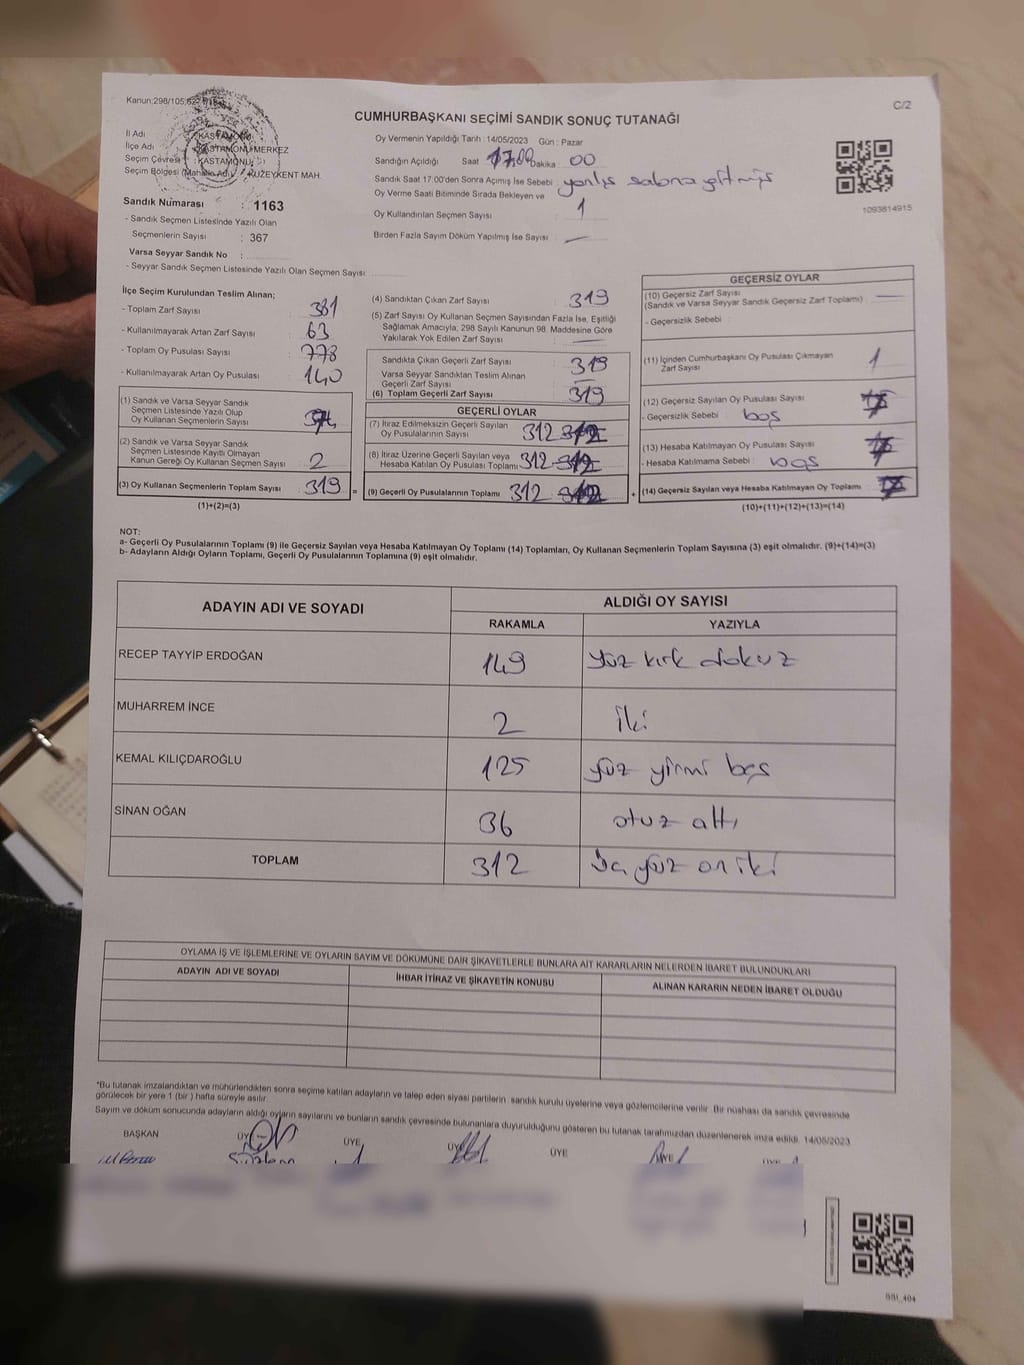 Kanun:298/105,
C/2
CUMHURBAŞKANI SEÇİMİ SANDIK SONUÇ TUTANAĞI
İl Adı : KASTAMONU
İlçe Adı KASTAMONU/MERKEZ
Seçim Çevresi : KASTAMONU
Seçim Bölgesi (Mahalle Adı) / KUZEYKENT MAH.
Sandık Numarası : 1163
- Sandık Seçmen Listesinde Yazılı Olan
Seçmenlerin Sayısı : 367
Varsa Seyyar Sandık No :
- Seyyar Sandık Seçmen Listesinde Yazılı Olan Seçmen Sayısı:
Oy Vermenin Yapıldığı Tarih : 14/05/2023 Gün : Pazar
Sandığın Açıldığı Saat 17.00 Dakika 00
Sandık Saat 17:00'den Sonra Açımış İse Sebebi : yanlış salona gitmiş
Oy Verme Saati Bitiminde Sırada Bekleyen ve
Oy Kullandırılan Seçmen Sayısı 1
Birden Fazla Sayım Döküm Yapılmış İse Sayısı : —
1093814915
İlçe Seçim Kurulundan Teslim Alınan;
- Toplam Zarf Sayısı : 381
- Kullanılmayarak Artan Zarf Sayısı : 63
- Toplam Oy Pusulası Sayısı : 778
- Kullanılmayarak Artan Oy Pusulası : 140
(1) Sandık ve Varsa Seyyar Sandık
Seçmen Listesinde Yazılı Olup
Oy Kullanan Seçmenlerin Sayısı :
(2) Sandık ve Varsa Seyyar Sandık
Seçmen Listesinde Kayıtlı Olmayan
Kanun Gereği Oy Kullanan Seçmen Sayısı : 2
(3) Oy Kullanan Seçmenlerin Toplam Sayısı : 319 =
(1)+(2)=(3)
(4) Sandıktan Çıkan Zarf Sayısı : 319
(5) Zarf Sayısı Oy Kullanan Seçmen Sayısından Fazla İse, Eşitliği
Sağlamak Amacıyla, 298 Sayılı Kanunun 98. Maddesine Göre
Yakılarak Yok Edilen Zarf Sayısı : —
Sandıkta Çıkan Geçerli Zarf Sayısı : 319
Varsa Seyyar Sandıktan Teslim Alınan
Geçerli Zarf Sayısı : —
(6) Toplam Geçerli Zarf Sayısı : 319
GEÇERLİ OYLAR
(7) İtiraz Edilmeksizin Geçerli Sayılan
Oy Pusulalarının Sayısı : 312
(8) İtiraz Üzerine Geçerli Sayılan veya
Hesaba Katılan Oy Pusulası Toplamı : 312
(9) Geçerli Oy Pusulalarının Toplamı : 312 +
GEÇERSİZ OYLAR
(10) Geçersiz Zarf Sayısı —
(Sandık ve Varsa Seyyar Sandık Geçersiz Zarf Toplamı) :
- Geçersizlik Sebebi :
(11) İçinden Cumhurbaşkanı Oy Pusulası Çıkmayan 1
Zarf Sayısı
(12) Geçersiz Sayılan Oy Pusulası Sayısı :
- Geçersizlik Sebebi : boş
(13) Hesaba Katılmayan Oy Pusulası Sayısı :
- Hesaba Katılmama Sebebi : boş
(14) Geçersiz Sayılan veya Hesaba Katılmayan Oy Toplamı :
(10)+(11)+(12)+(13)=(14)
NOT:
a- Geçerli Oy Pusulalarının Toplamı (9) ile Geçersiz Sayılan veya Hesaba Katılmayan Oy Toplamı (14) Toplamları, Oy Kullanan Seçmenlerin Toplam Sayısına (3) eşit olmalıdır. (9)+(14)=(3)
b- Adayların Aldığı Oyların Toplamı, Geçerli Oy Pusulalarının Toplamına (9) eşit olmalıdır.
ADAYIN ADI VE SOYADI
ALDIĞI OY SAYISI
RAKAMLA YAZIYLA
RECEP TAYYİP ERDOĞAN 149 Yüz kırk dokuz
MUHARREM İNCE 2 İki
KEMAL KILIÇDAROĞLU 125 yüz yirmi beş
SİNAN OĞAN 36 otuz altı
TOPLAM 312 yüz on iki
OYLAMA İŞ VE İŞLEMLERİNE VE OYLARIN SAYIM VE DÖKÜMÜNE DAİR ŞİKAYETLERLE BUNLARA AİT KARARLARIN NELERDEN İBARET BULUNDUKLARI
ADAYIN ADI VE SOYADI İHBAR İTİRAZ VE ŞİKAYETİN KONUSU ALINAN KARARIN NEDEN İBARET OLDUĞU
*Bu tutanak imzalandıktan ve mühürlendikten sonra seçime katılan adayların ve talep eden siyasi partilerin sandık kurulu üyelerine veya gözlemcilerine verilir. Bir nüshası da sandık çevresinde
görülecek bir yere 1 (bir ) hafta süreyle asılır.
Sayım ve döküm sonucunda adayların aldığı oyların sayılarını ve bunların sandık çevresinde bulunanlara duyurulduğunu gösteren bu tutanak tarafımızdan düzenlenerek imza edildi. 14/05/2023
BAŞKAN ÜYE ÜYE ÜYE ÜYE ÜYE ÜYE